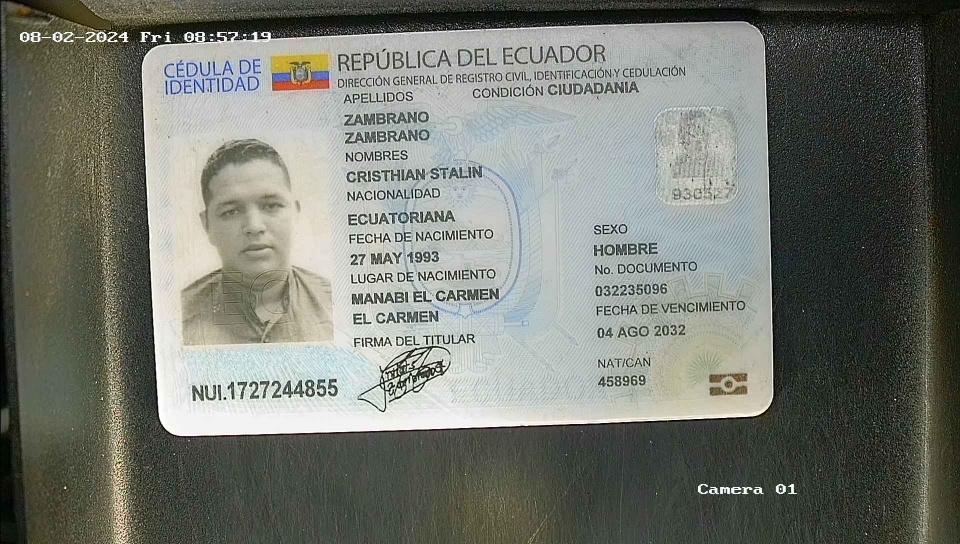 08-02-2024 Fri 08:57:19
CÉDULA DE
IDENTIDAD
REPÚBLICA DEL ECUADOR
DIRECCIÓN GENERAL DE REGISTRO CIVIL, IDENTIFICACIÓN Y CEDULACIÓN
APELLIDOS
CONDICIÓN CIUDADANIA
ZAMBRANO
ZAMBRANO
NOMBRES
CRISTHIAN STALIN
NACIONALIDAD
ECUATORIANA
FECHA DE NACIMIENTO
27 MAY 1993
LUGAR DE NACIMIENTO
MANABI EL CARMEN
EL CARMEN
FIRMA DEL TITULAR
SEXO
HOMBRE
No. DOCUMENTO
032235096
FECHA DE VENCIMIENTO
04 AGO 2032
NAT/CAN
458969
NUI.1727244855
Camera 01